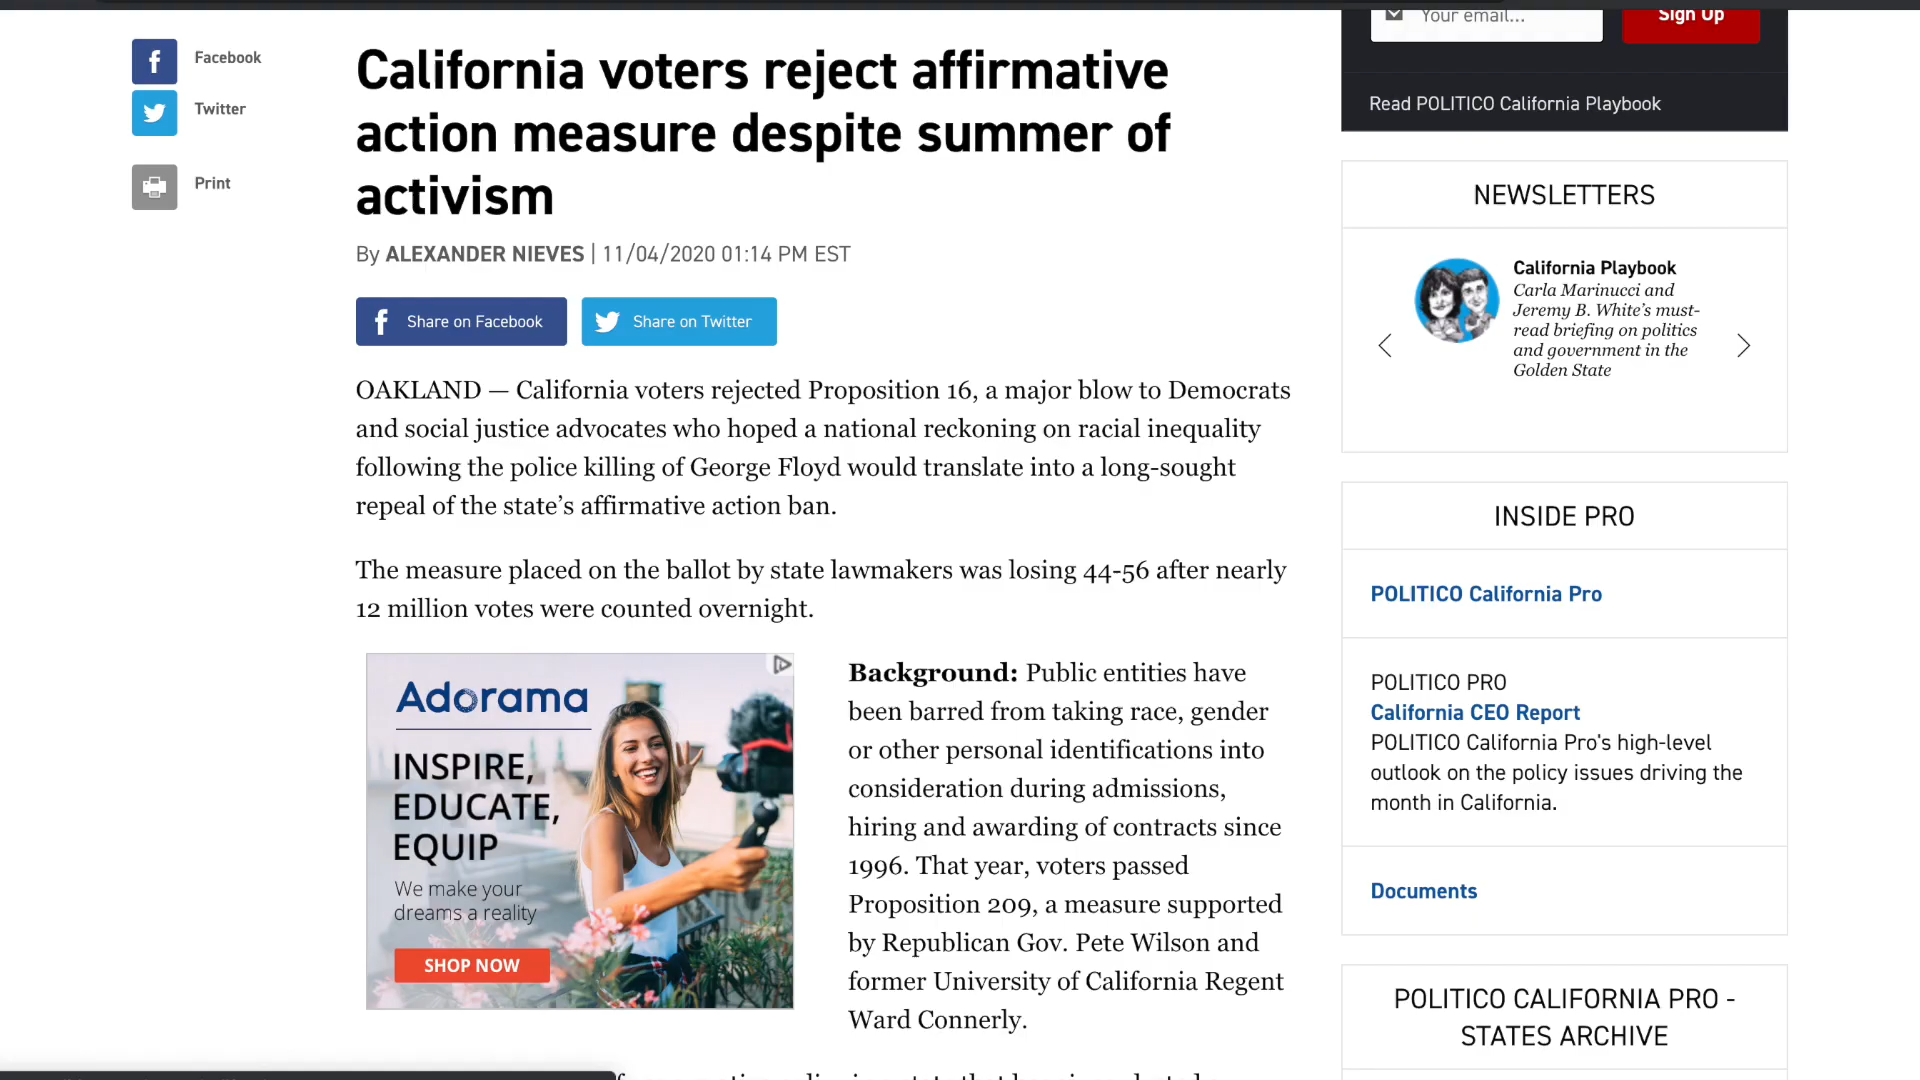 Facebook
Twitter
Print
California voters reject affirmative
action measure despite summer of
activism
By ALEXANDER NIEVES | 11/04/2020 01:14 PM EST
Share on Facebook
Share on Twitter
OAKLAND — California voters rejected Proposition 16, a major blow to Democrats
and social justice advocates who hoped a national reckoning on racial inequality
following the police killing of George Floyd would translate into a long-sought
repeal of the state’s affirmative action ban.
The measure placed on the ballot by state lawmakers was losing 44-56 after nearly
12 million votes were counted overnight.
Adorama
INSPIRE,
EDUCATE,
EQUIP
We make your
dreams a reality
SHOP NOW
Background: Public entities have
been barred from taking race, gender
or other personal identifications into
consideration during admissions,
hiring and awarding of contracts since
1996. That year, voters passed
Proposition 209, a measure supported
by Republican Gov. Pete Wilson and
former University of California Regent
Ward Connerly.
Your email...
Sign Up
Read POLITICO California Playbook
NEWSLETTERS
California Playbook
Carla Marinucci and
Jeremy B. White's must-
read briefing on politics
and government in the
Golden State
INSIDE PRO
POLITICO California Pro
POLITICO PRO
California CEO Report
POLITICO California Pro's high-level
outlook on the policy issues driving the
month in California.
Documents
POLITICO CALIFORNIA PRO -
STATES ARCHIVE